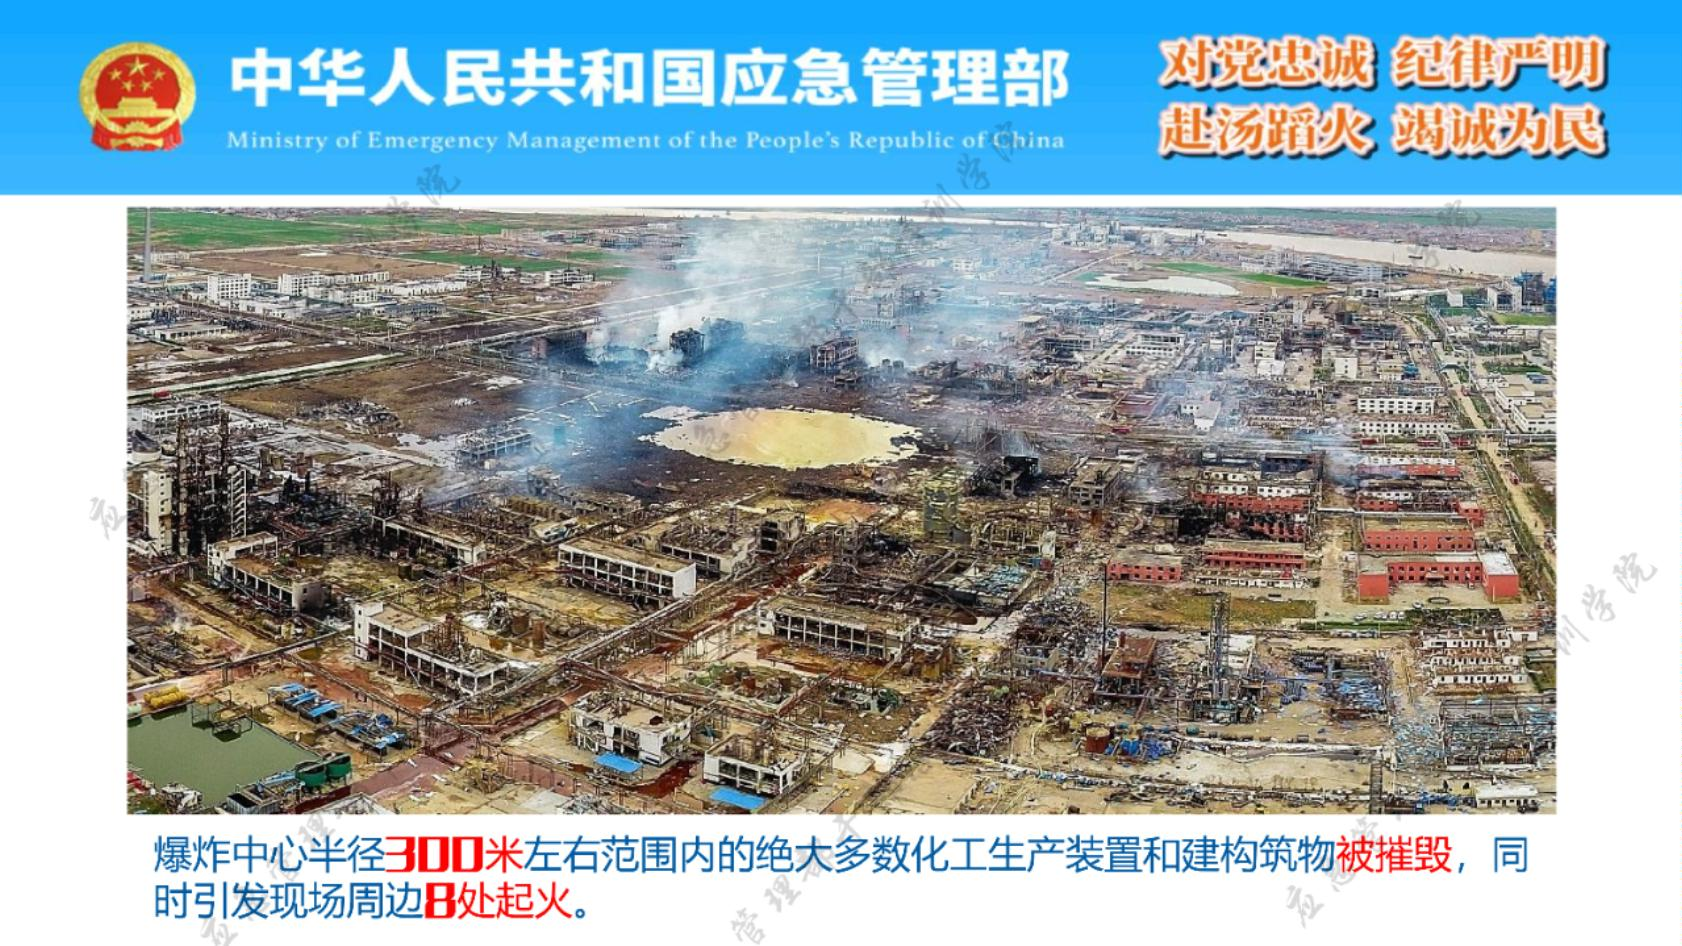 中华人民共和国应急管理部
Ministry of Emergency Management of the People's Republic of China
对党忠诚 纪律严明
赴汤蹈火 竭诚为民
爆炸中心半径300米左右范围内的绝大多数化工生产装置和建构筑物被摧毁，同
时引发现场周边8处起火。